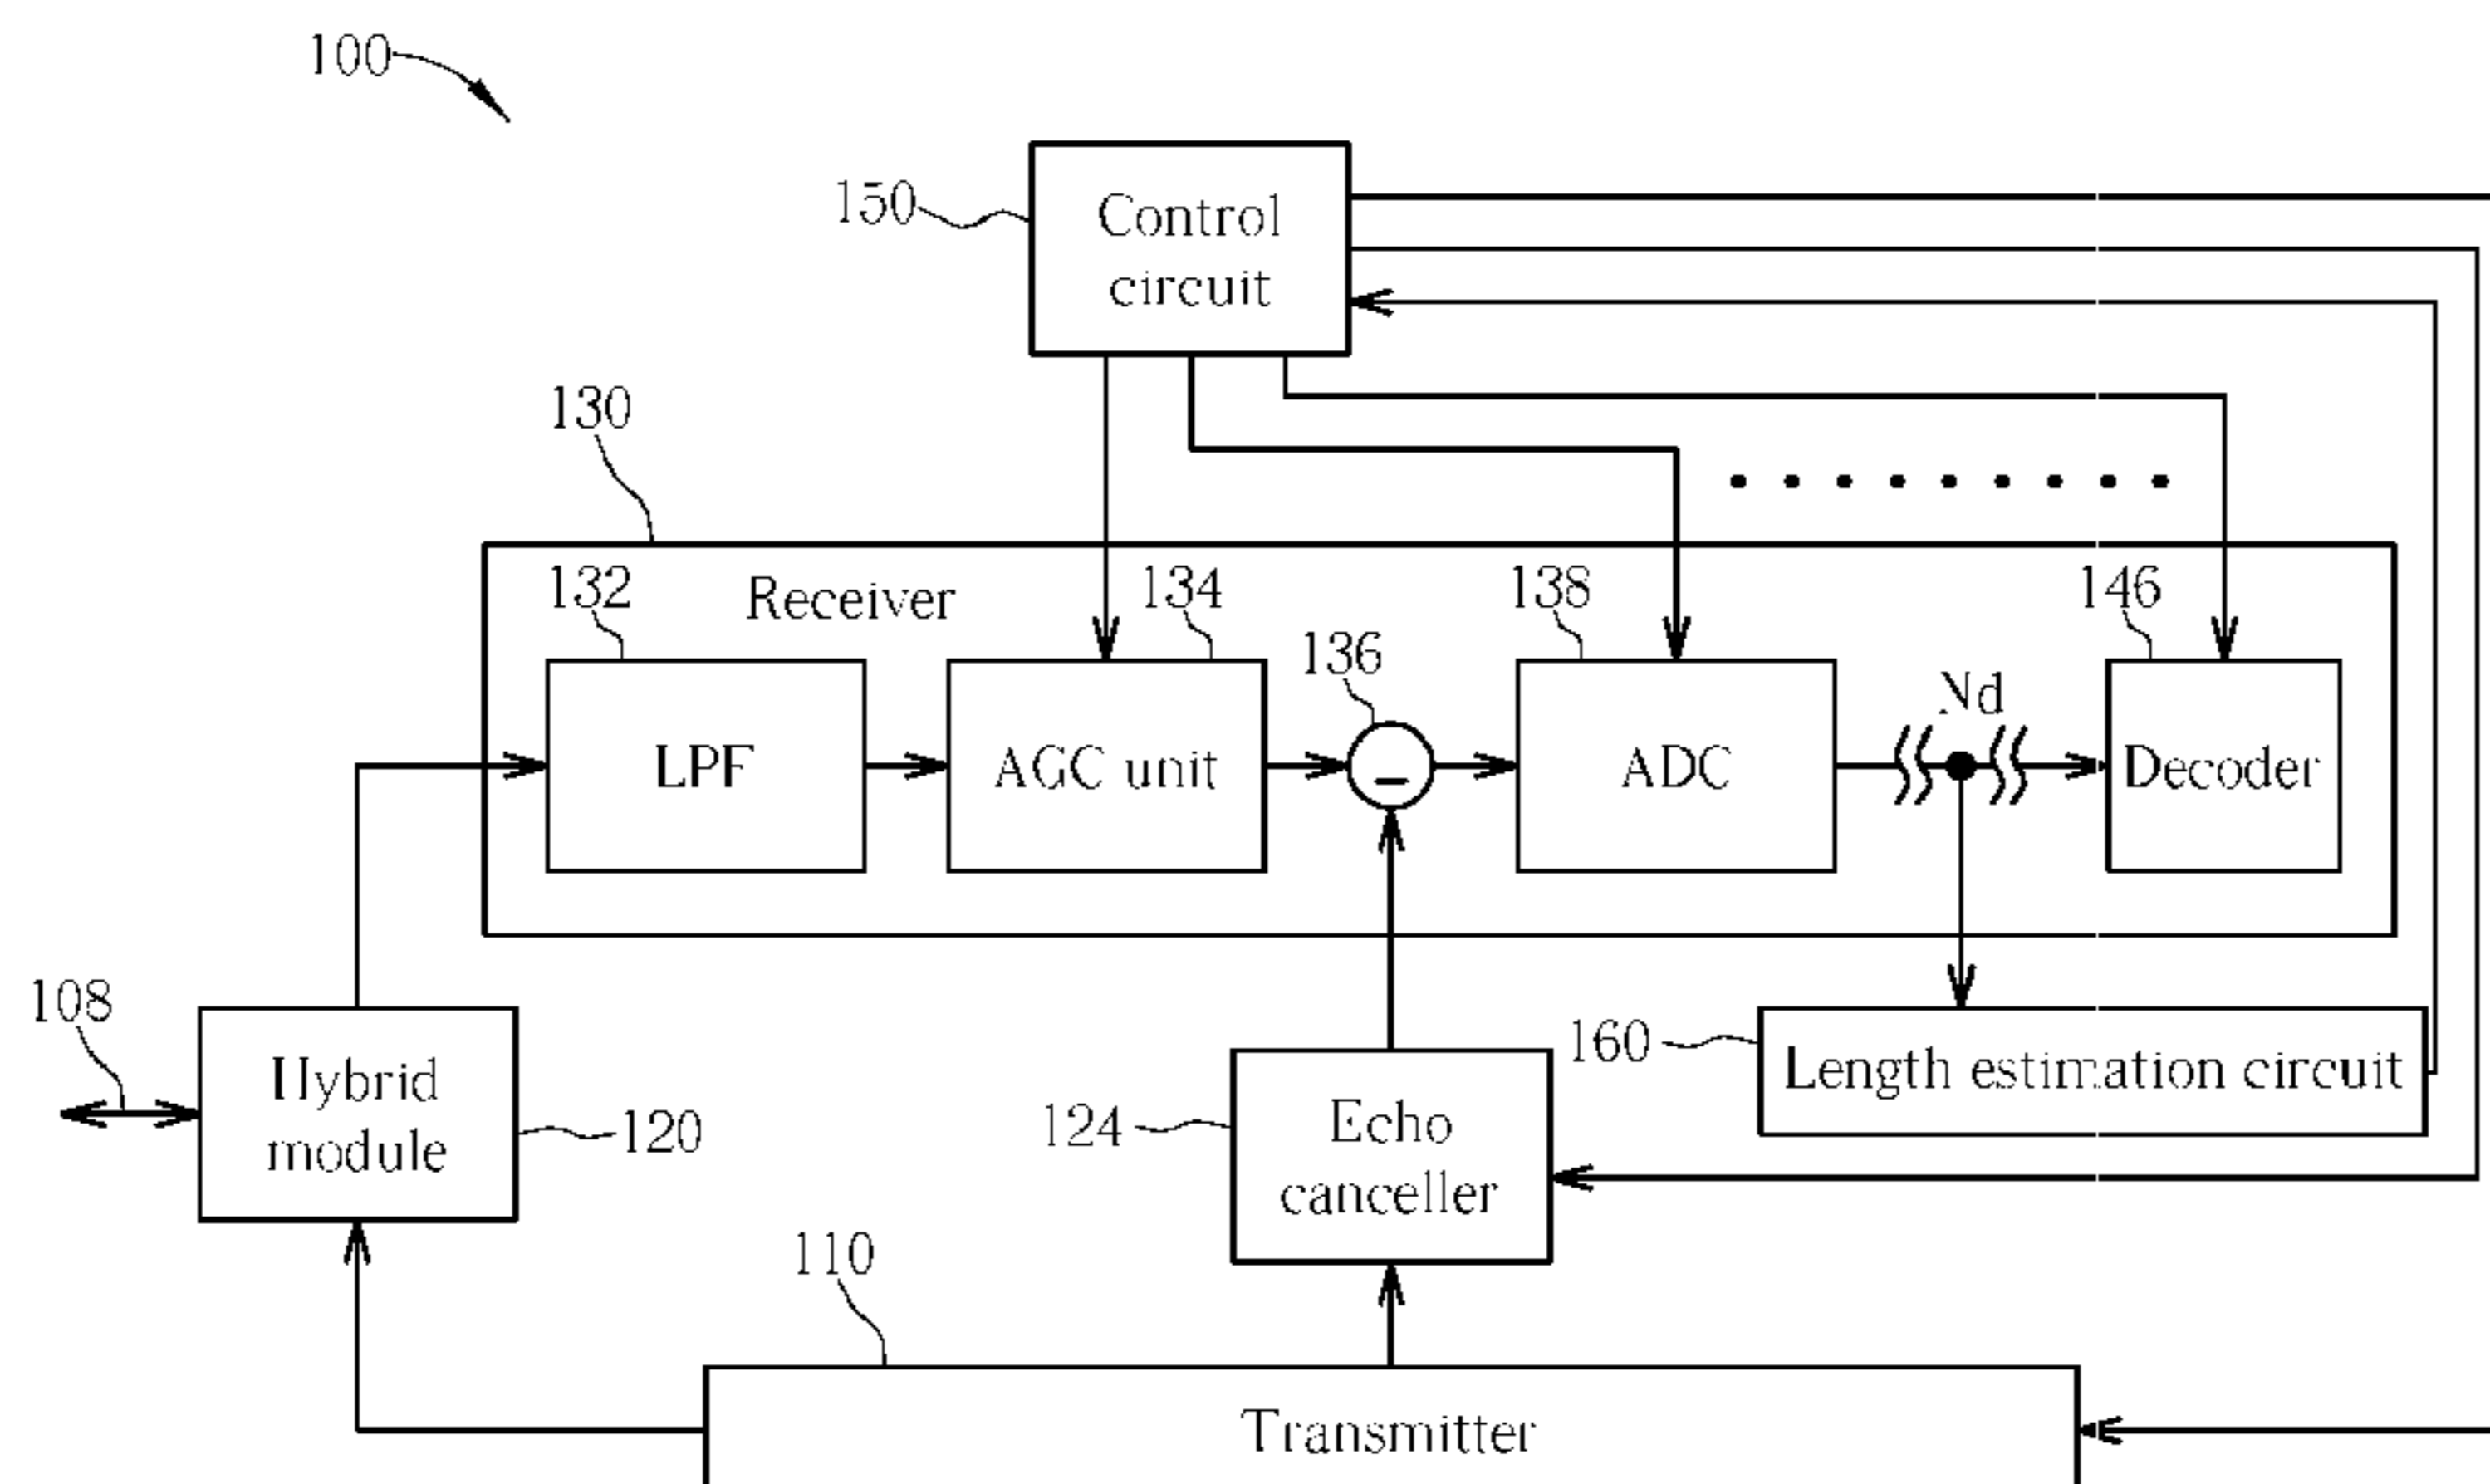 100
150
Control
circuit
130
Receiver
132
134
136
138
146
LPF
AGC unit
−
ADC
Nd
Decoder
108
Hybrid
module
120
124
Echo
canceller
160
Length estimation circuit
110
Transmitter